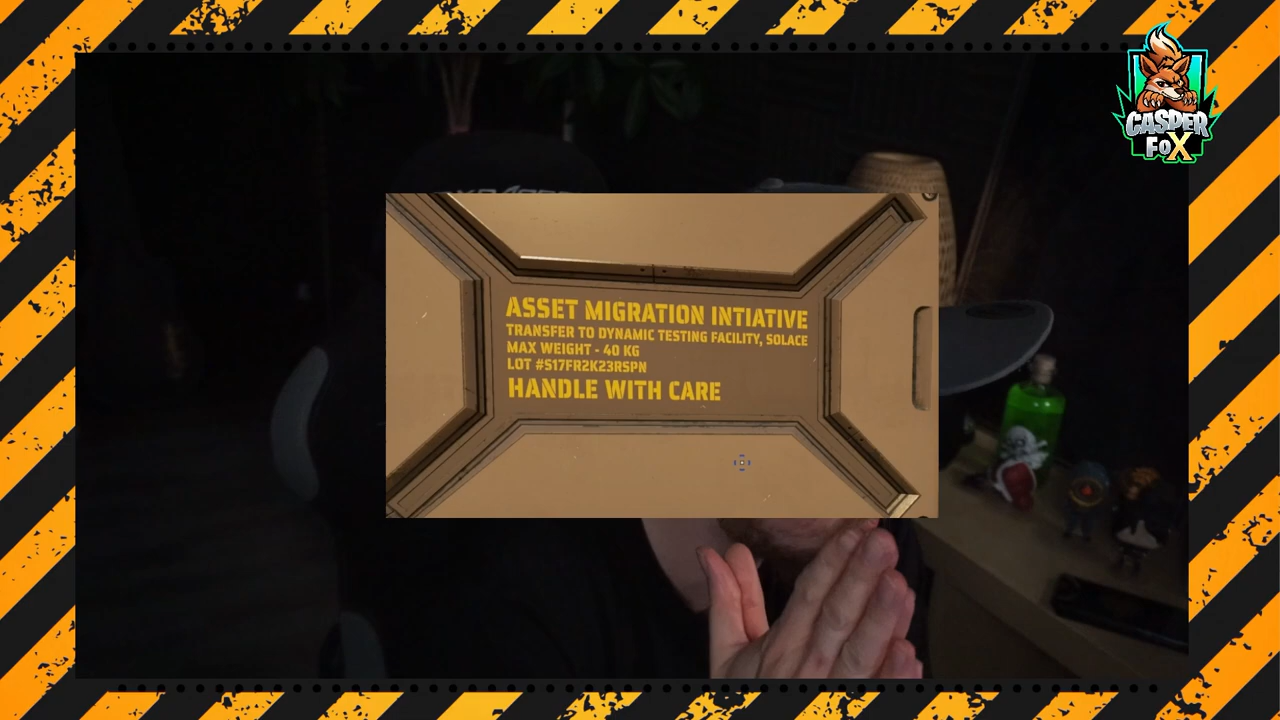 CASPER
FOX
ASSET MIGRATION INTIATIVE
TRANSFER TO DYNAMIC TESTING FACILITY, SOLACE
MAX WEIGHT - 40 KG
LOT #S17FR2K23RSPN
HANDLE WITH CARE